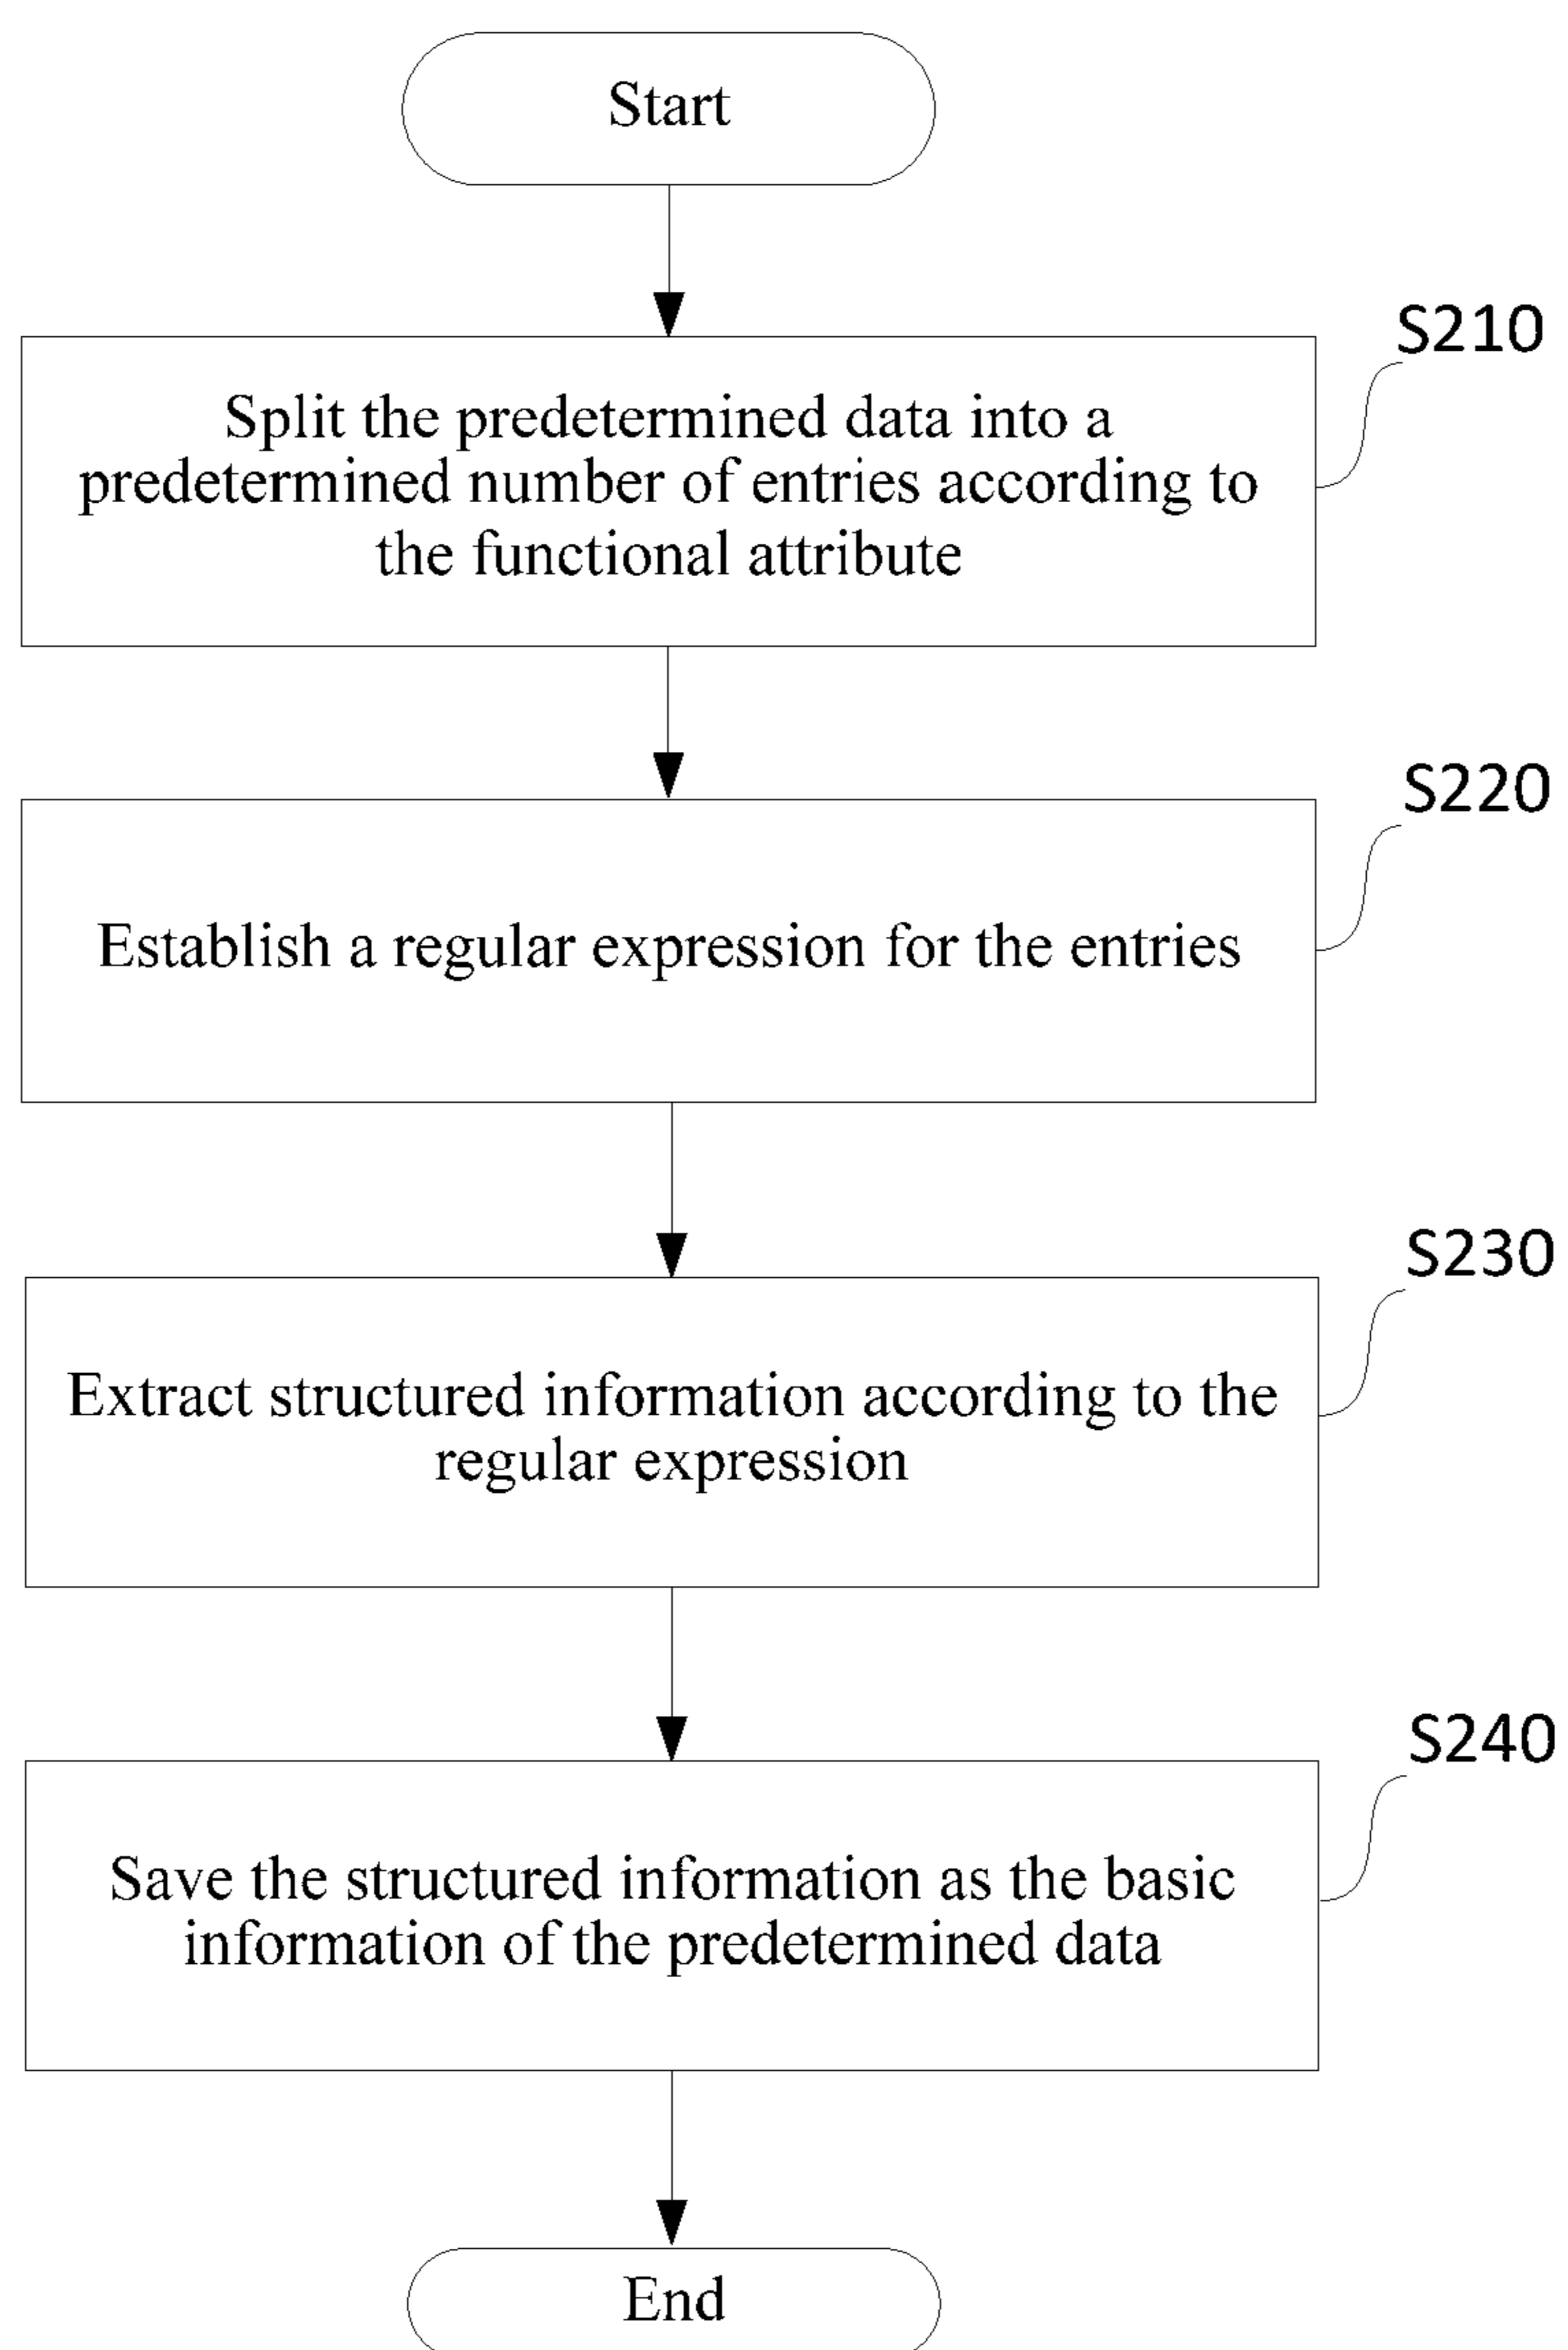 Start
S210
Split the predetermined data into a
predetermined number of entries according to
the functional attribute
S220
Establish a regular expression for the entries
S230
Extract structured information according to the
regular expression
S240
Save the structured information as the basic
information of the predetermined data
End